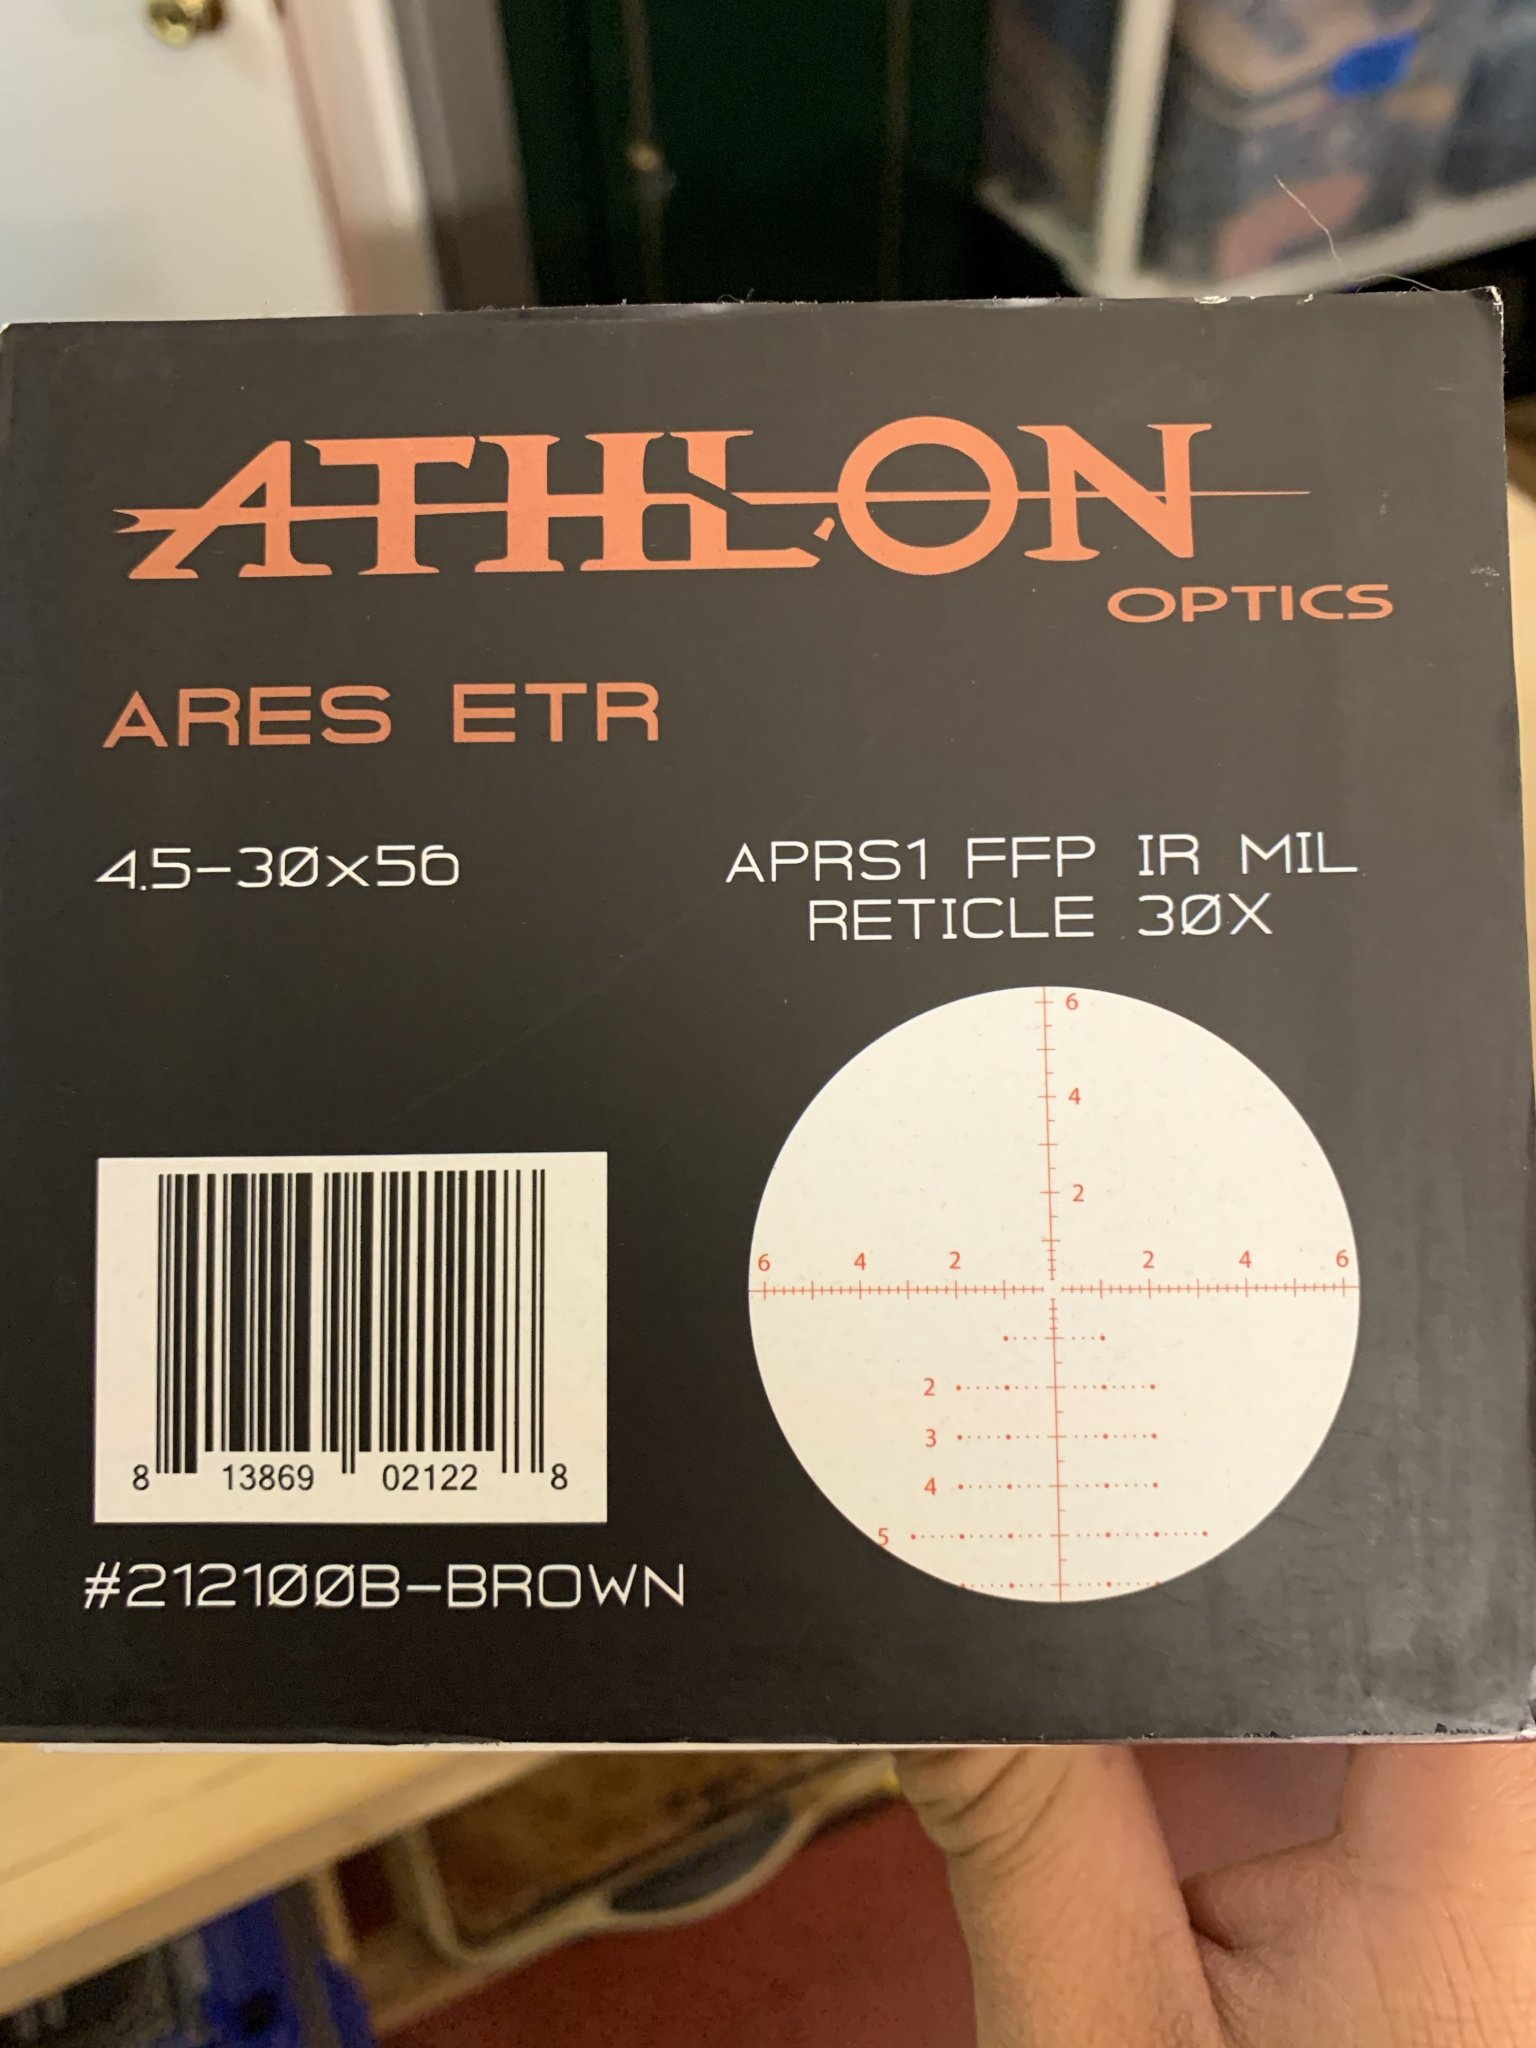 ATHLON
OPTICS
ARES ETR
4.5-30x56
APRS1 FFP IR MIL
RETICLE 30X
6
4
2
6 4 2 2 4 6
2
3
4
5
8 13869 02122 8
#212100B-BROWN